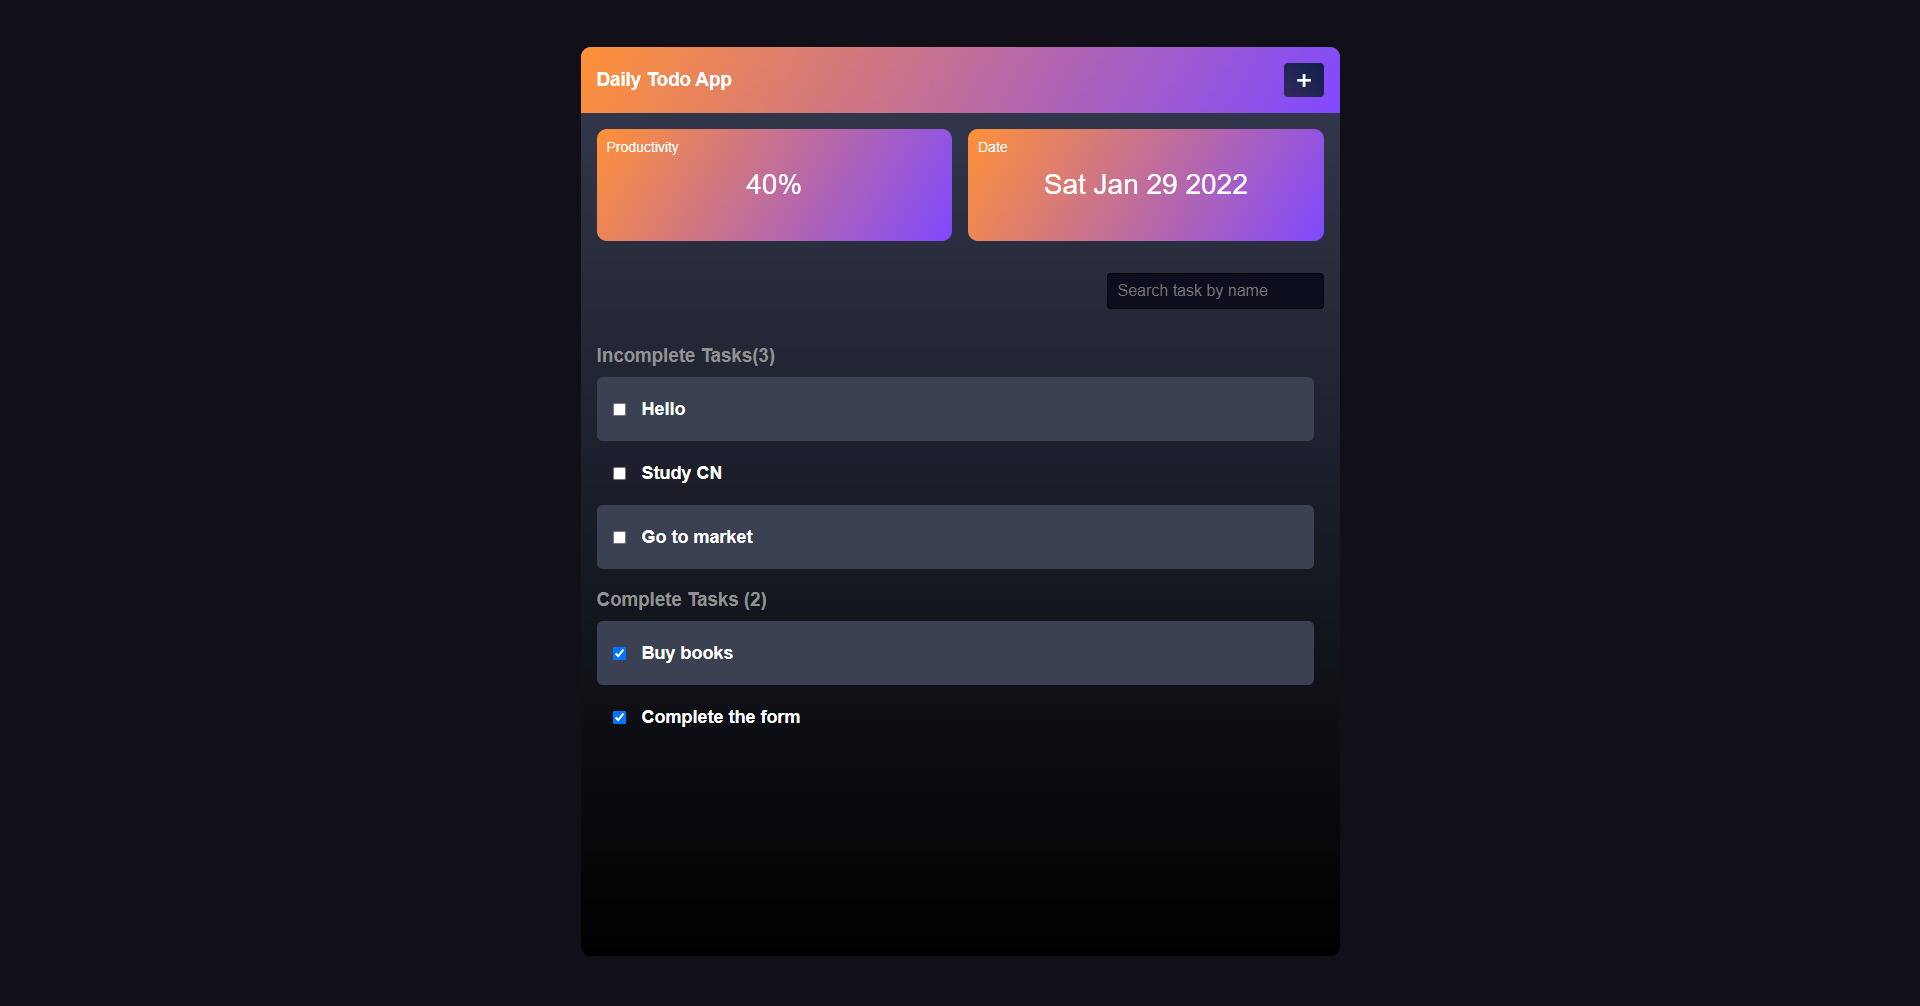 Daily Todo App
+
Productivity
40%
Date
Sat Jan 29 2022
Search task by name
Incomplete Tasks(3)
Hello
Study CN
Go to market
Complete Tasks (2)
Buy books
Complete the form